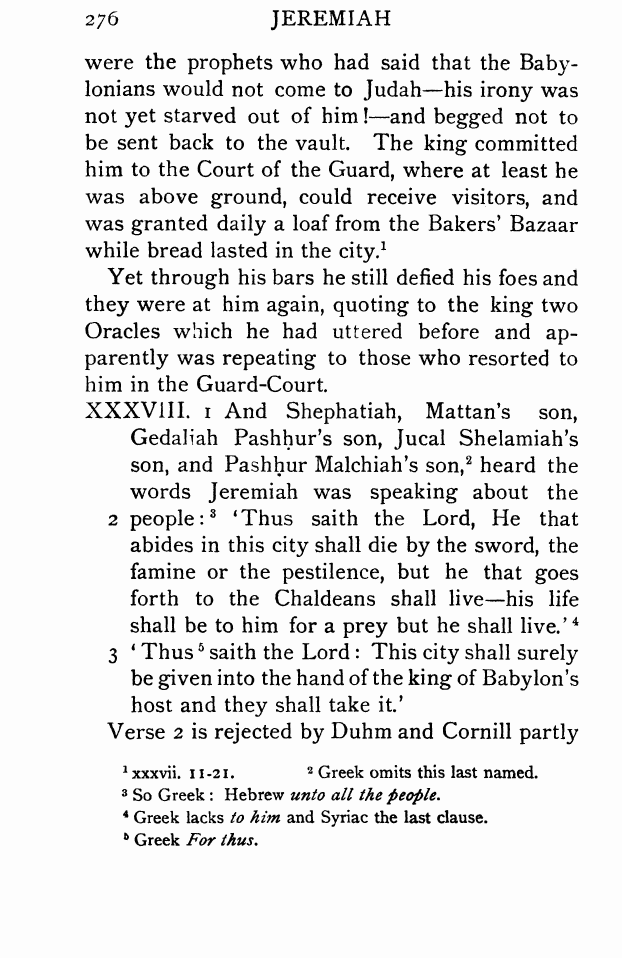 276 JEREMIAH
were the prophets who had said that the Baby-
lonians would not come to Judah—his irony was
not yet starved out of him!—and begged not to
be sent back to the vault. The king committed
him to the Court of the Guard, where at least he
was above ground, could receive visitors, and
was granted daily a loaf from the Bakers’ Bazaar
while bread lasted in the city.¹
Yet through his bars he still defied his foes and
they were at him again, quoting to the king two
Oracles which he had uttered before and ap-
parently was repeating to those who resorted to
him in the Guard-Court.
XXXVIII. 1 And Shephatiah, Mattan’s son,
Gedaliah Pashḥur’s son, Jucal Shelamiah’s
son, and Pashḥur Malchiah’s son,² heard the
words Jeremiah was speaking about the
2 people:³ ‘Thus saith the Lord, He that
abides in this city shall die by the sword, the
famine or the pestilence, but he that goes
forth to the Chaldeans shall live—his life
shall be to him for a prey but he shall live.’⁴
3 ‘Thus⁵ saith the Lord: This city shall surely
be given into the hand of the king of Babylon’s
host and they shall take it.’
Verse 2 is rejected by Duhm and Cornill partly
¹ xxxvii. 11-21. ² Greek omits this last named.
³ So Greek: Hebrew unto all the people.
⁴ Greek lacks to him and Syriac the last clause.
⁵ Greek For thus.